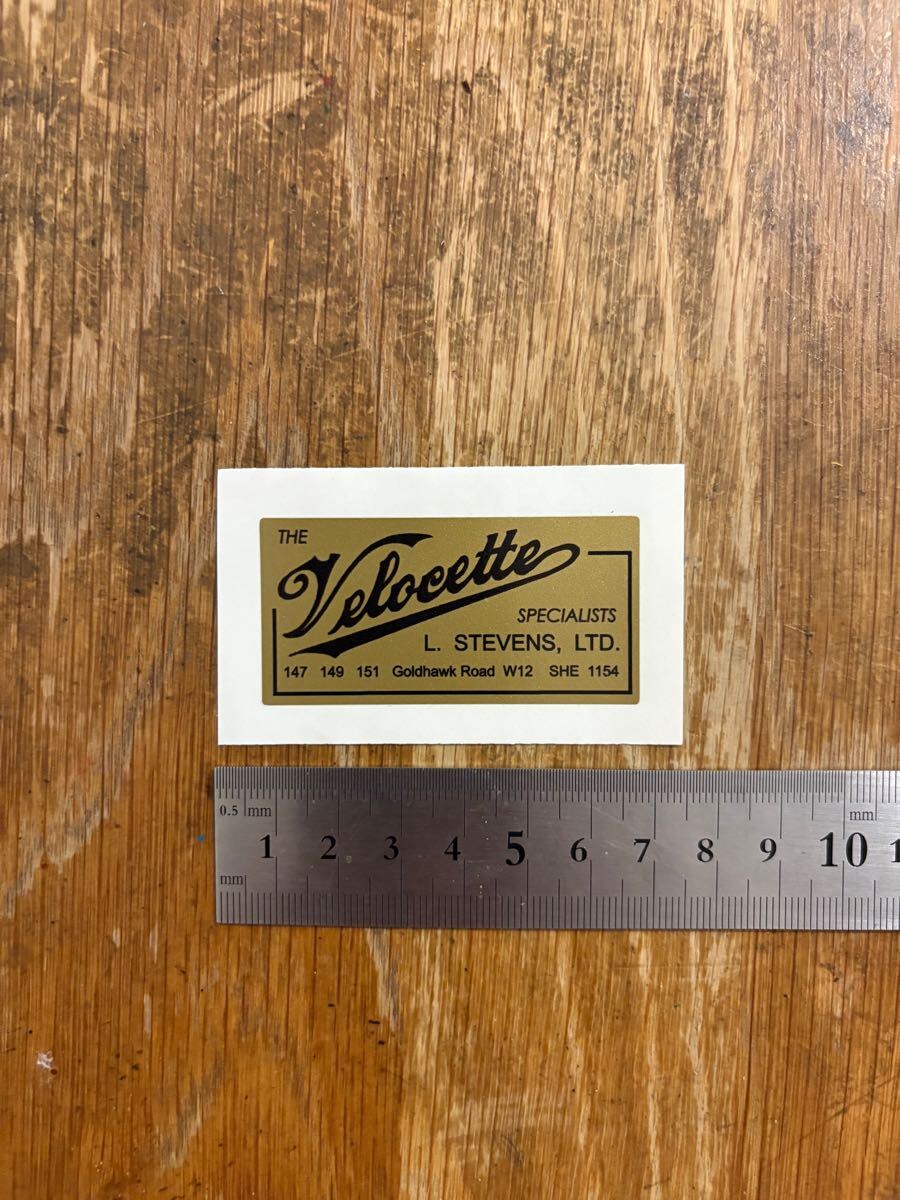 THE
Velocette
SPECIALISTS
L. STEVENS, LTD.
147 149 151 Goldhawk Road W12 SHE 1154
0.5 mm mm
1 2 3 4 5 6 7 8 9 10
mm